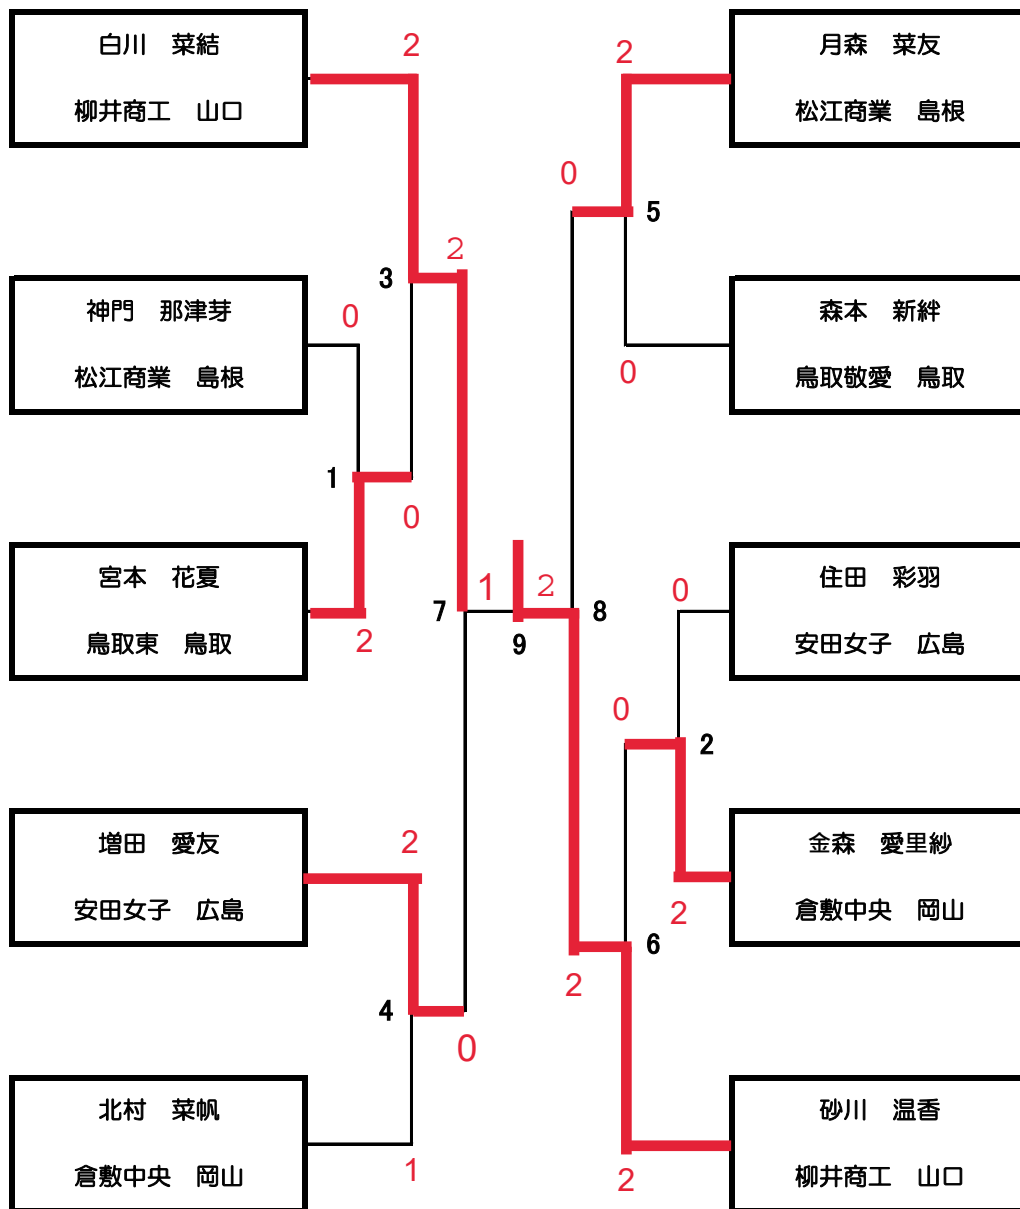 白川　菜結
柳井商工　山口
2
2
月森　菜友
松江商業　島根
0
5
3
2
神門　那津芽
松江商業　島根
0
森本　新絆
鳥取敬愛　鳥取
0
1
0
宮本　花夏
鳥取東　鳥取
2
7
1
2
8
9
住田　彩羽
安田女子　広島
0
0
2
増田　愛友
安田女子　広島
2
金森　愛里紗
倉敷中央　岡山
2
6
2
4
0
北村　菜帆
倉敷中央　岡山
1
砂川　温香
柳井商工　山口
2